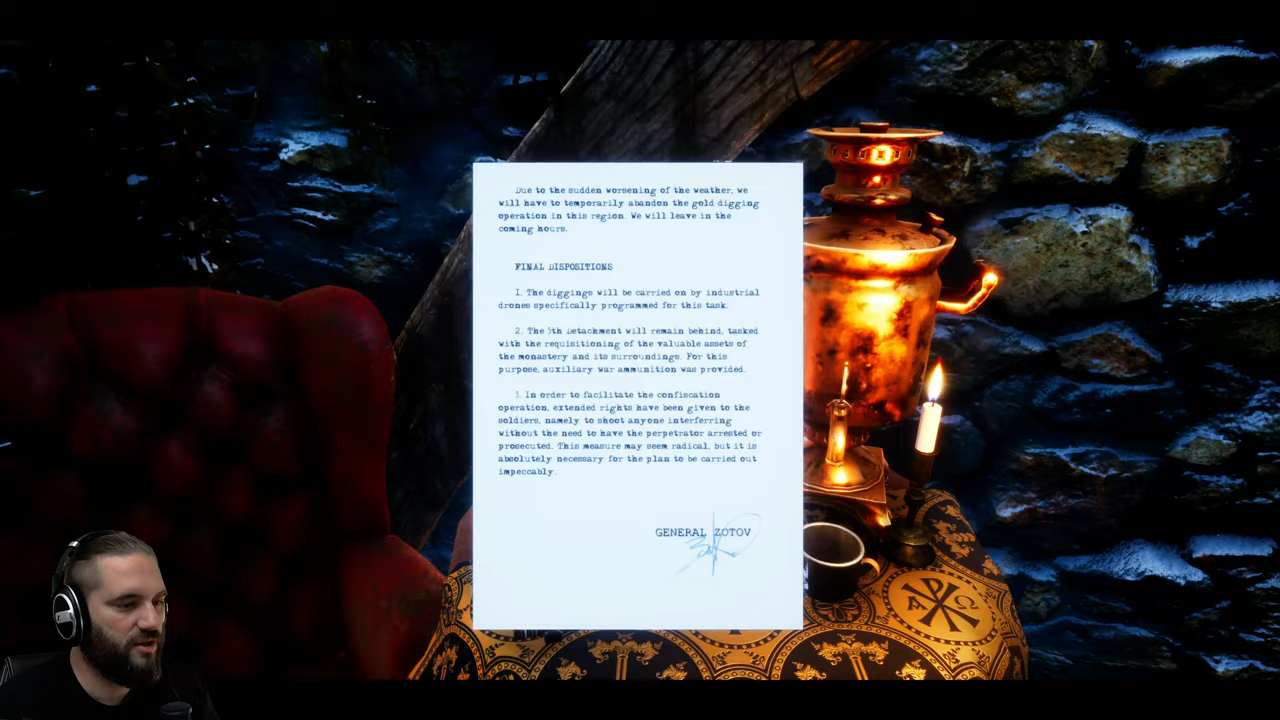 Due to the sudden worsening of the weather, we
will have to temporarily abandon the gold digging
operation in this region. We will leave in the
coming hours.
FINAL DISPOSITIONS
1. The diggings will be carried on by industrial
drones specifically programmed for this task.
2. The 5th Detachment will remain behind, tasked
with the requisitioning of the valuable assets of
the monastery and its surroundings. For this
purpose, auxiliary war ammunition was provided.
3. In order to facilitate the confiscation
operation, extended rights have been given to the
soldiers, namely to shoot anyone interfering
without the need to have the perpetrator arrested or
prosecuted. This measure may seem radical, but it is
absolutely necessary for the plan to be carried out
impeccably.
GENERAL ZOTOV
Α Ω